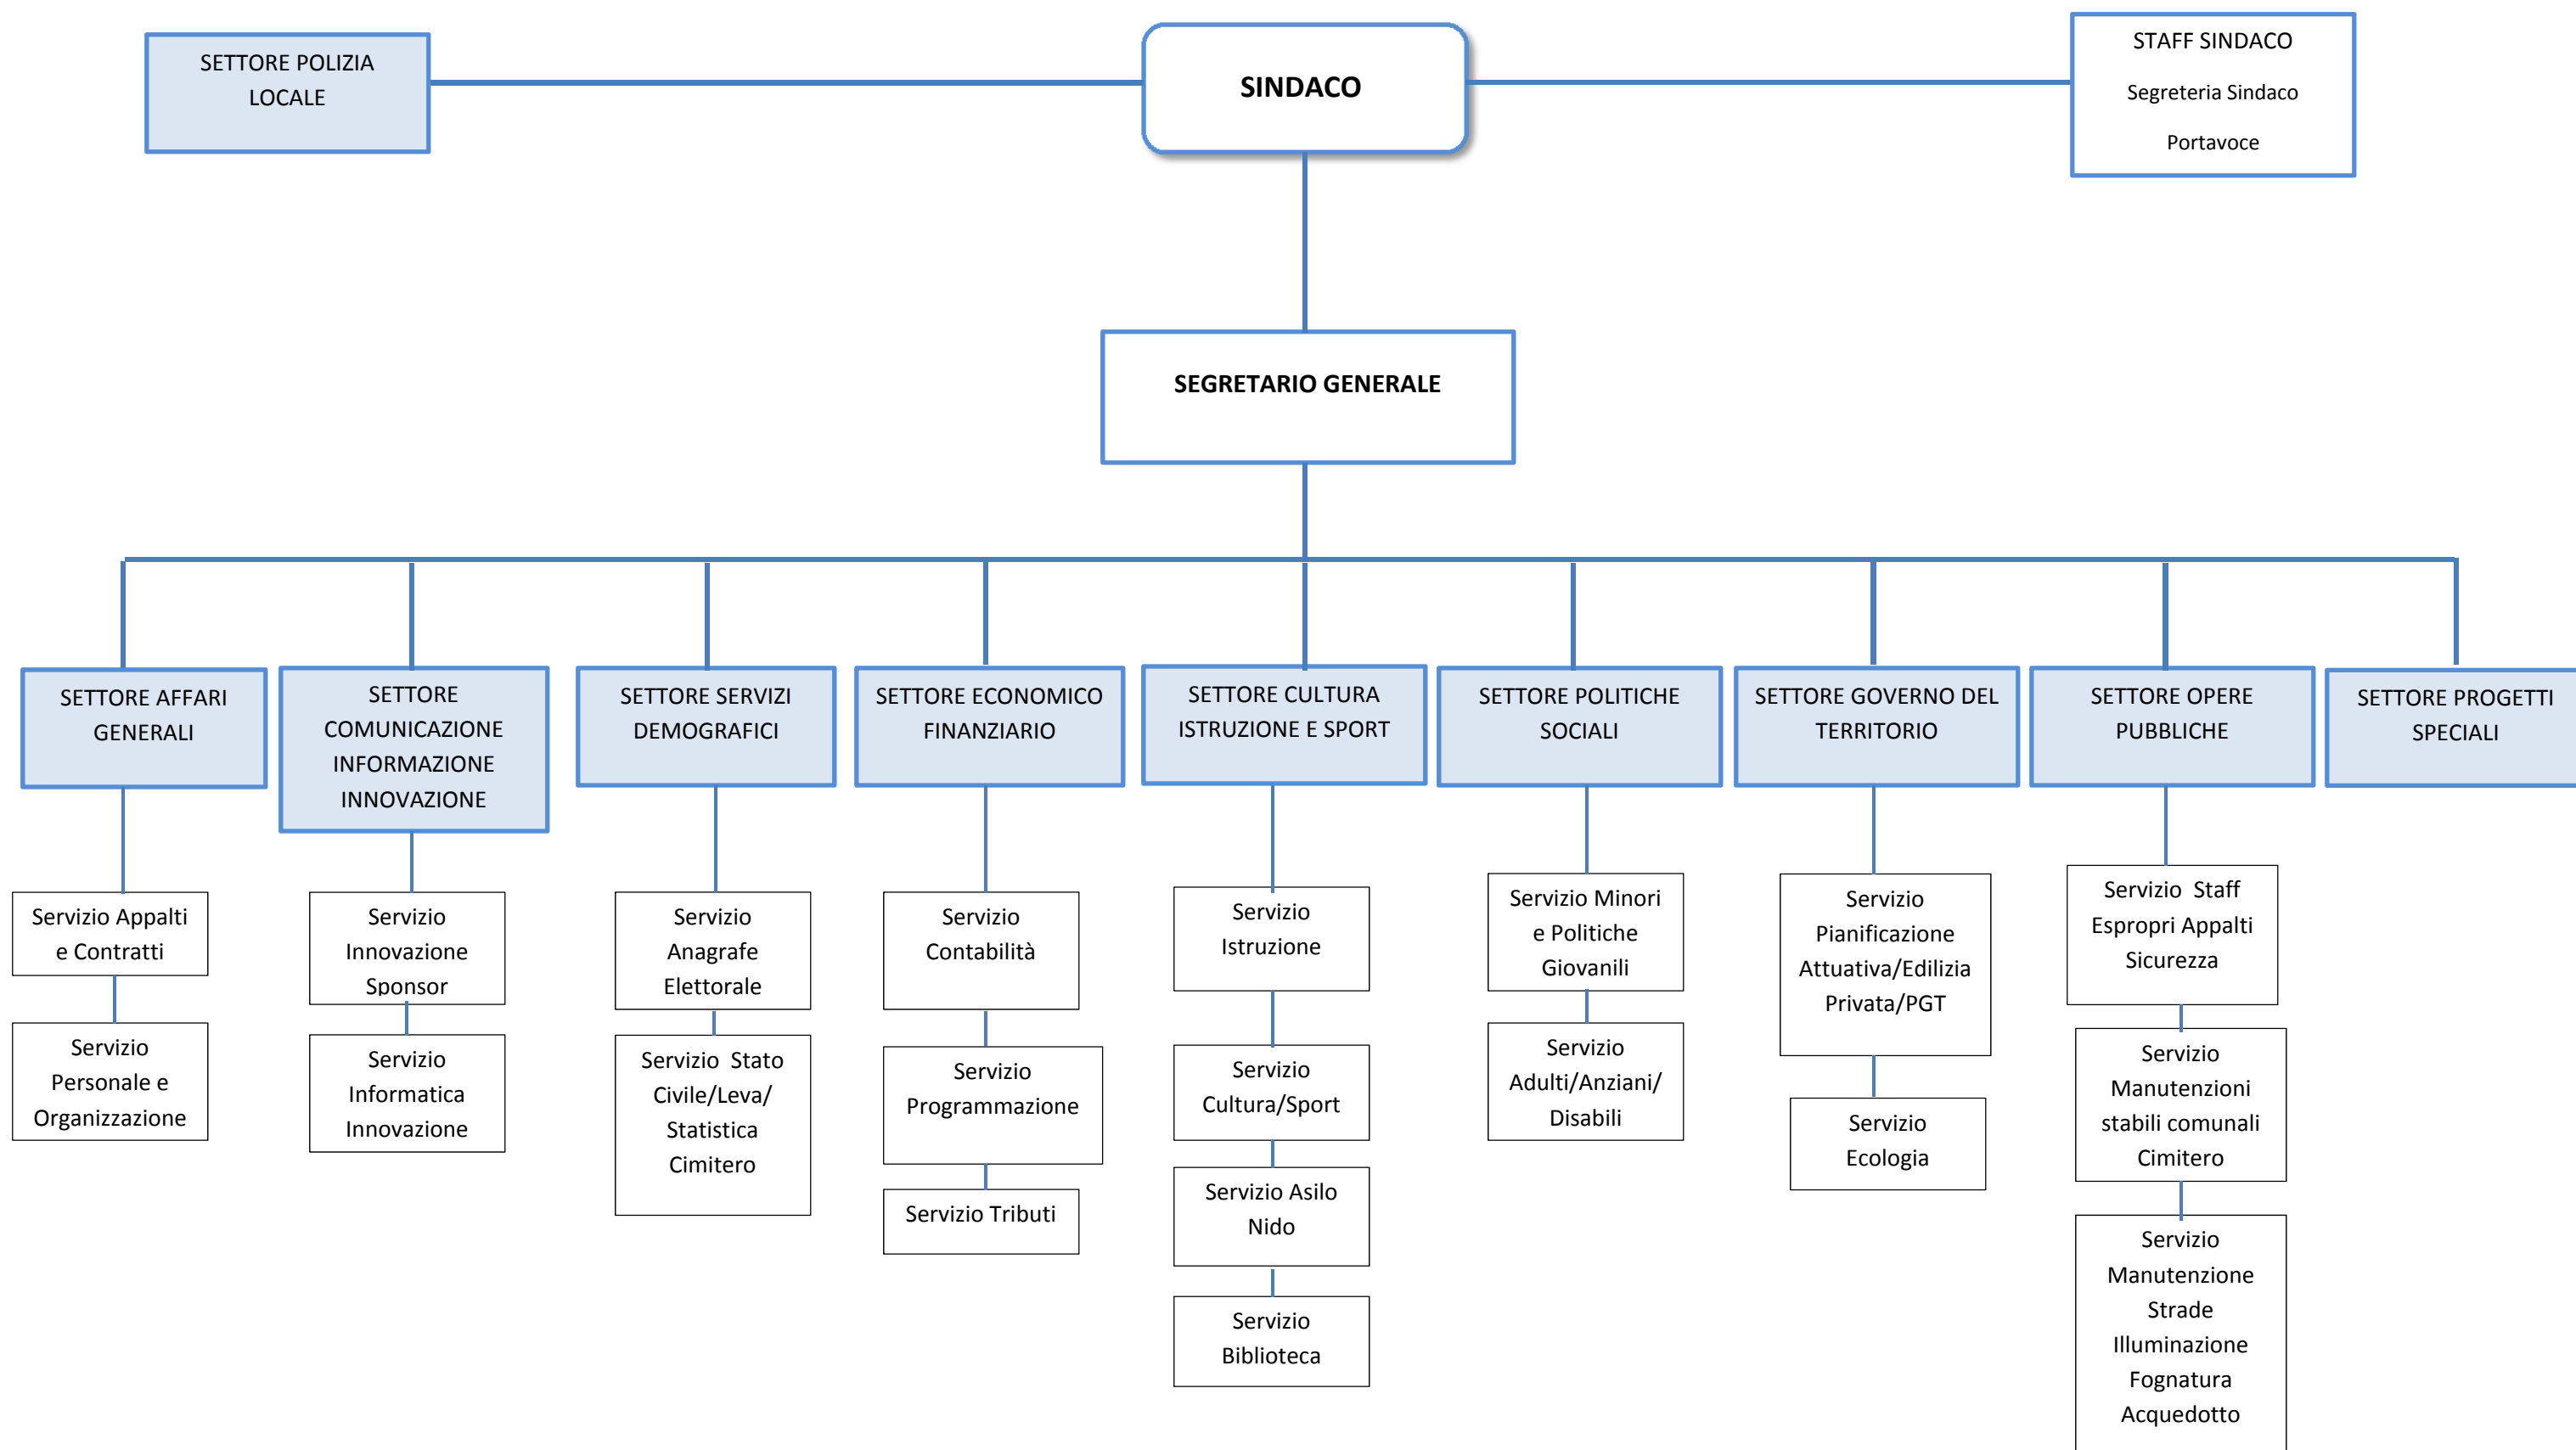 SETTORE POLIZIA
LOCALE
SINDACO
STAFF SINDACO
Segreteria Sindaco
Portavoce
SEGRETARIO GENERALE
SETTORE AFFARI
GENERALI
SETTORE
COMUNICAZIONE
INFORMAZIONE
INNOVAZIONE
SETTORE SERVIZI
DEMOGRAFICI
SETTORE ECONOMICO
FINANZIARIO
SETTORE CULTURA
ISTRUZIONE E SPORT
SETTORE POLITICHE
SOCIALI
SETTORE GOVERNO DEL
TERRITORIO
SETTORE OPERE
PUBBLICHE
SETTORE PROGETTI
SPECIALI
Servizio Appalti
e Contratti
Servizio
Personale e
Organizzazione
Servizio
Innovazione
Sponsor
Servizio
Informatica
Innovazione
Servizio
Anagrafe
Elettorale
Servizio  Stato
Civile/Leva/
Statistica
Cimitero
Servizio
Contabilità
Servizio
Programmazione
Servizio Tributi
Servizio
Istruzione
Servizio
Cultura/Sport
Servizio Asilo
Nido
Servizio
Biblioteca
Servizio Minori
e Politiche
Giovanili
Servizio
Adulti/Anziani/
Disabili
Servizio
Pianificazione
Attuativa/Edilizia
Privata/PGT
Servizio
Ecologia
Servizio  Staff
Espropri Appalti
Sicurezza
Servizio
Manutenzioni
stabili comunali
Cimitero
Servizio
Manutenzione
Strade
Illuminazione
Fognatura
Acquedotto